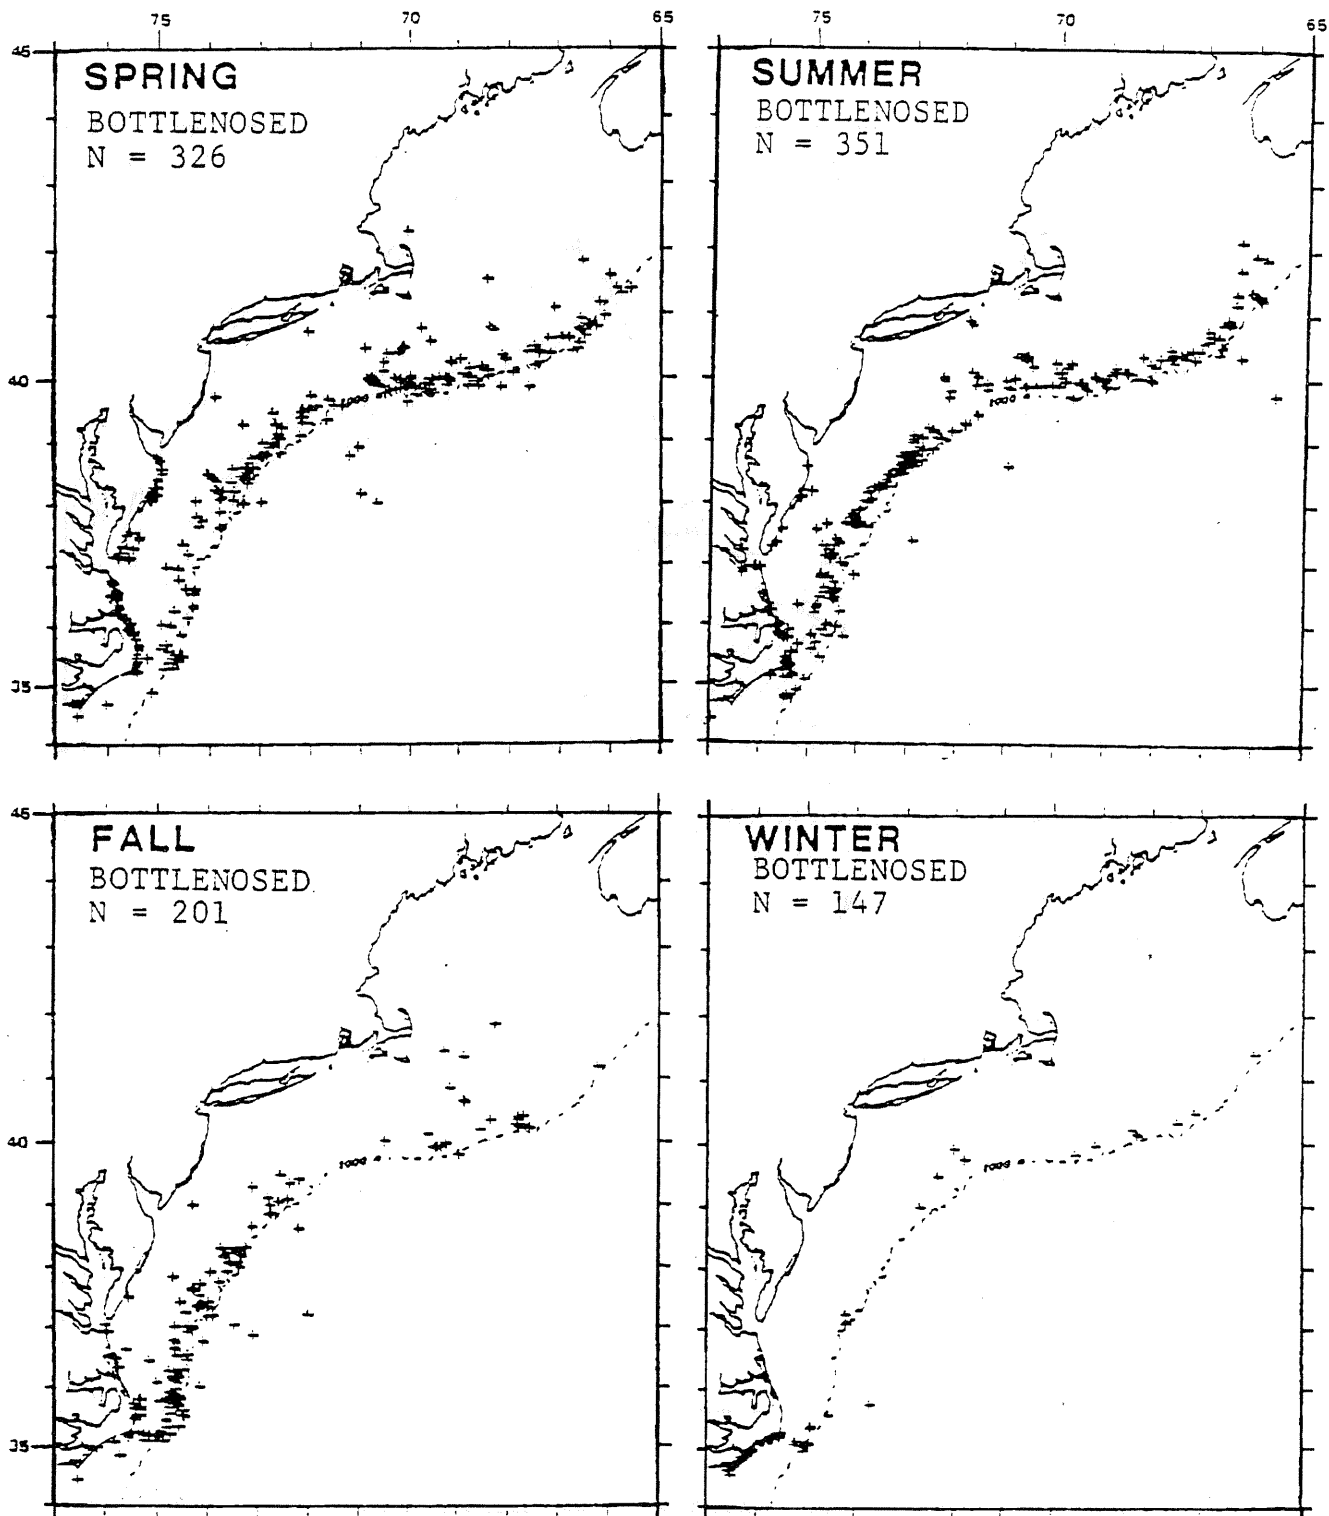 75 70 65
75 70 65
45
SPRING
BOTTLENOSED
N = 326
40
1000 m
35
SUMMER
BOTTLENOSED
N = 351
1000 m
45
FALL
BOTTLENOSED
N = 201
40
1000 m
35
WINTER
BOTTLENOSED
N = 147
1000 m